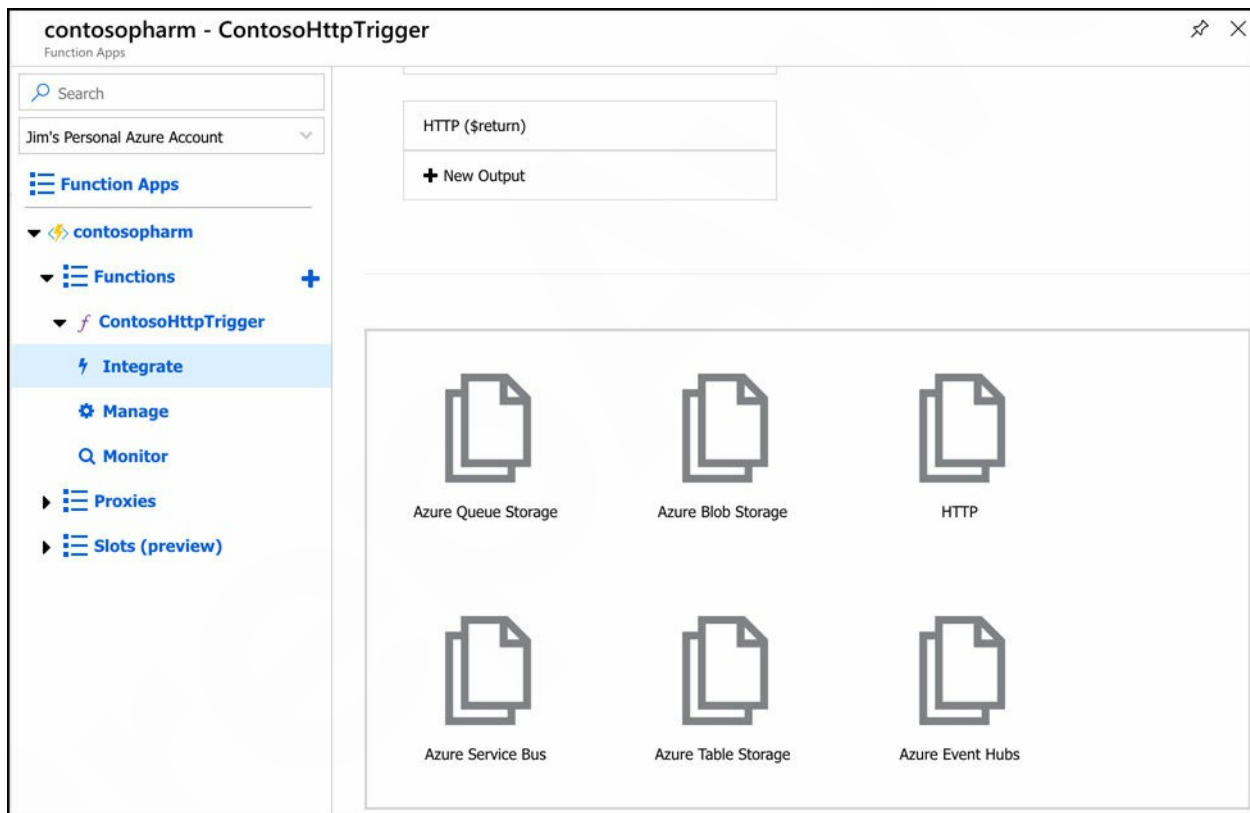 contosopharm - ContosoHttpTrigger
Function Apps
Search
Jim's Personal Azure Account
Function Apps
contosopharm
Functions
ContosoHttpTrigger
Integrate
Manage
Monitor
Proxies
Slots (preview)
HTTP ($return)
New Output
Azure Queue Storage
Azure Blob Storage
HTTP
Azure Service Bus
Azure Table Storage
Azure Event Hubs